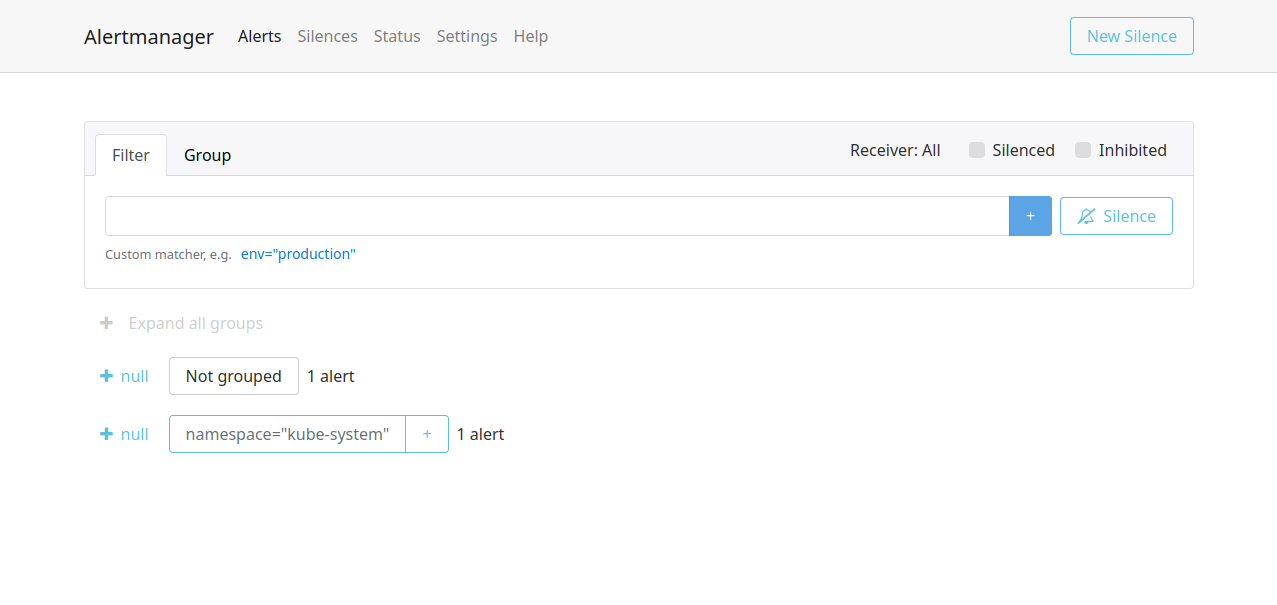 Alertmanager Alerts Silences Status Settings Help New Silence
Filter Group Receiver: All Silenced Inhibited
+ Silence
Custom matcher, e.g. env="production"
+ Expand all groups
+ null Not grouped 1 alert
+ null namespace="kube-system" + 1 alert